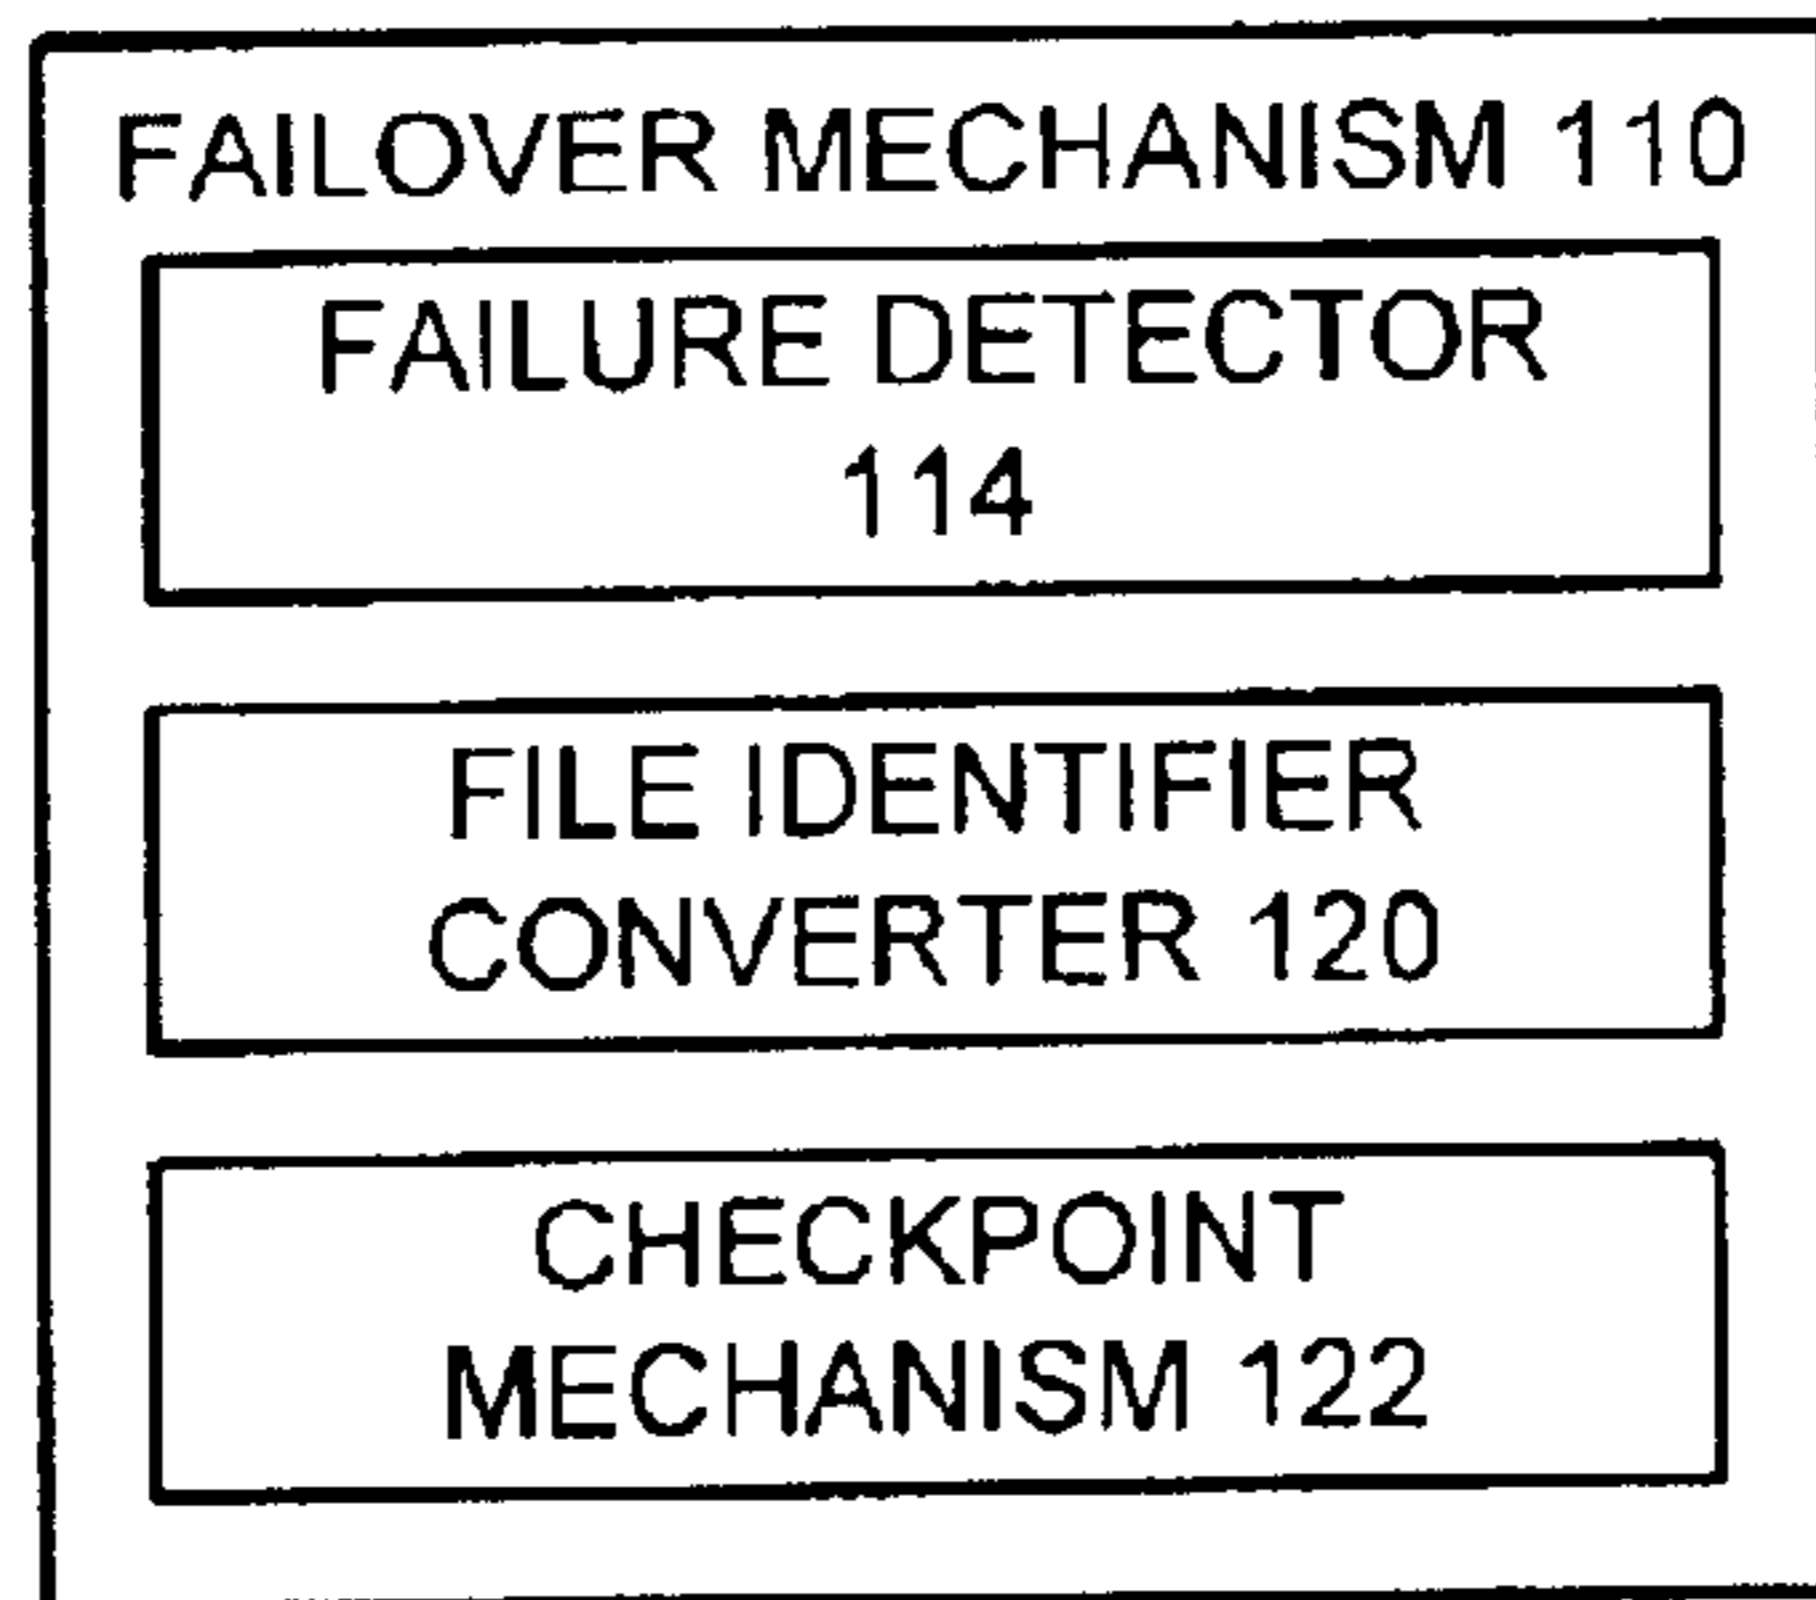 FAILOVER MECHANISM 110
FAILURE DETECTOR
114
FILE IDENTIFIER
CONVERTER 120
CHECKPOINT
MECHANISM 122